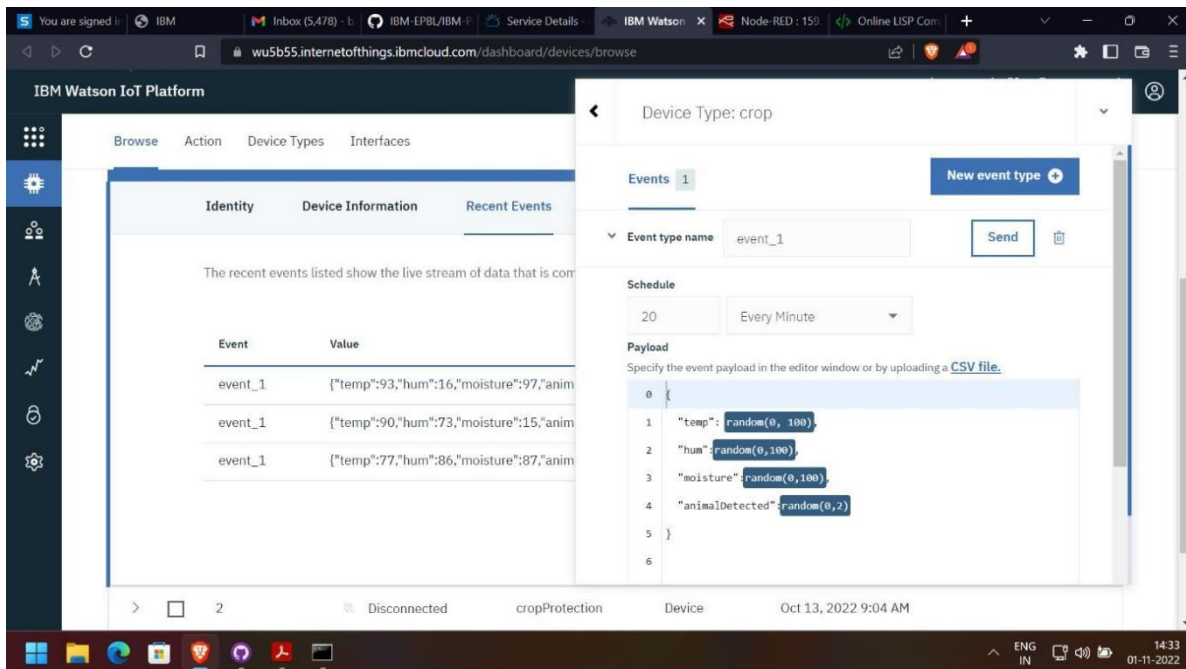 You are signed i
IBM
Inbox (5,478) - b
IBM-EPBL/IBM-P
Service Details -
IBM Watson
Node-RED : 159.
Online LISP Com
wu5b55.internetofthings.ibmcloud.com/dashboard/devices/browse
IBM Watson IoT Platform
Browse Action Device Types Interfaces
Identity Device Information Recent Events
The recent events listed show the live stream of data that is com
Event Value
event_1 {"temp":93,"hum":16,"moisture":97,"anim
event_1 {"temp":90,"hum":73,"moisture":15,"anim
event_1 {"temp":77,"hum":86,"moisture":87,"anim
2 Disconnected cropProtection Device Oct 13, 2022 9:04 AM
Device Type: crop
Events 1
New event type
Event type name event_1 Send
Schedule
20 Every Minute
Payload
Specify the event payload in the editor window or by uploading a CSV file.
0 {
1 "temp": random(0, 100),
2 "hum":random(0,100),
3 "moisture":random(0,100),
4 "animalDetected":random(0,2)
5 }
6
ENG
IN
14:33
01-11-2022